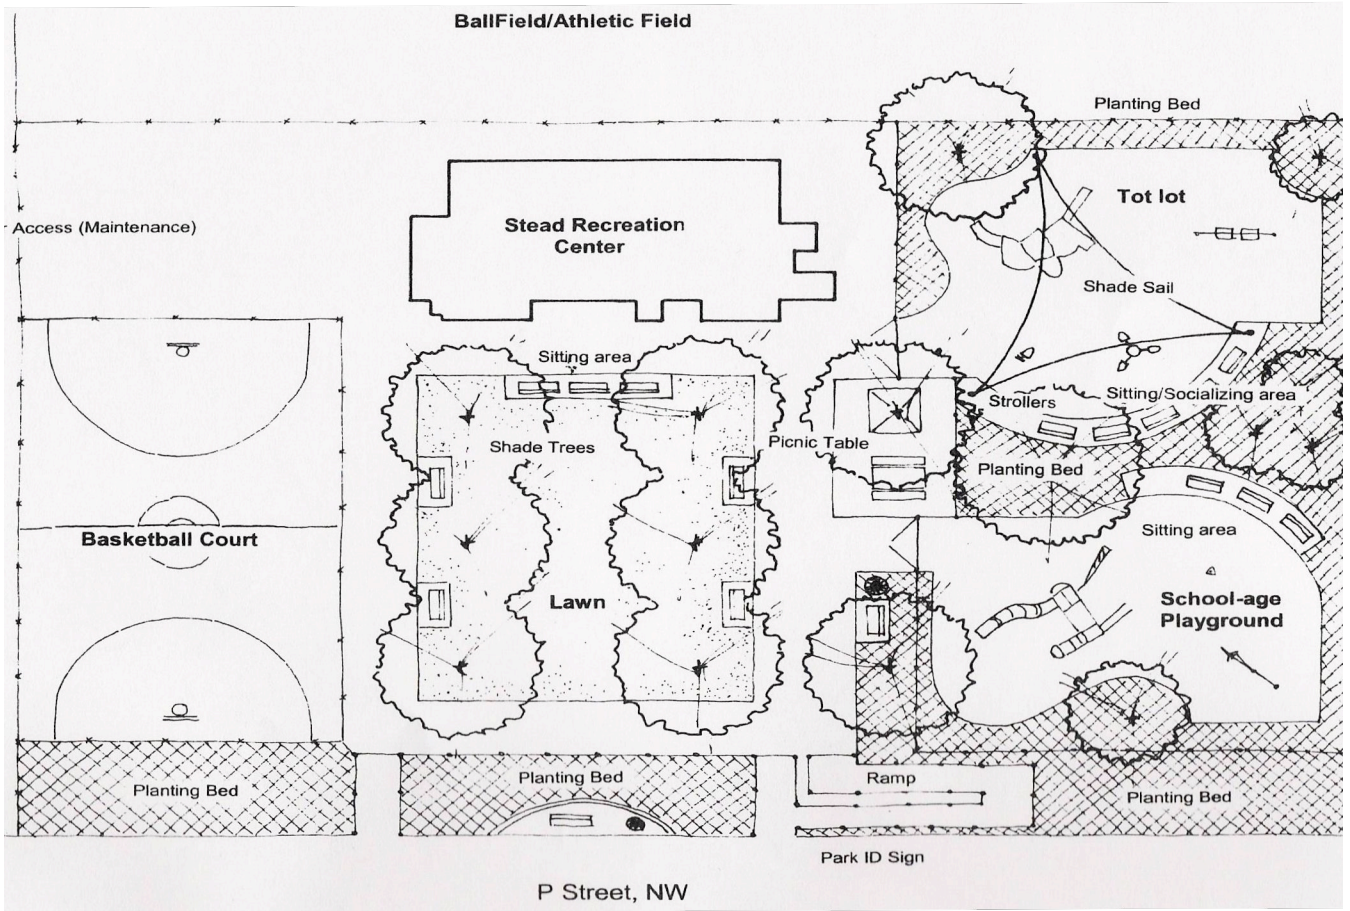 BallField/Athletic Field
Planting Bed
Tot lot
Access (Maintenance)
Stead Recreation
Center
Shade Sail
Sitting area
Strollers
Sitting/Socializing area
Shade Trees
Picnic Table
Planting Bed
Sitting area
Basketball Court
Lawn
School-age
Playground
Planting Bed
Planting Bed
Ramp
Planting Bed
Park ID Sign
P Street, NW